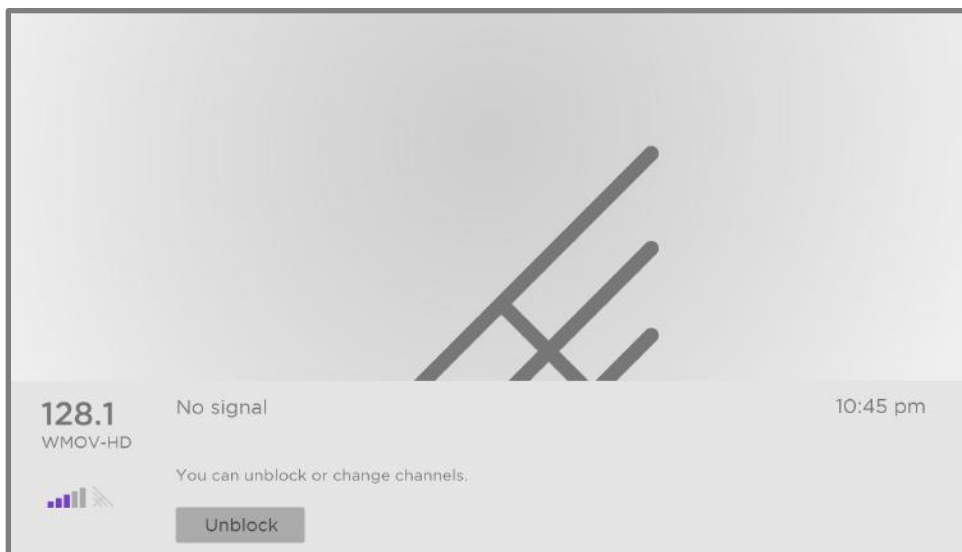 128.1
WMOV-HD
No signal
10:45 pm
You can unblock or change channels.
Unblock